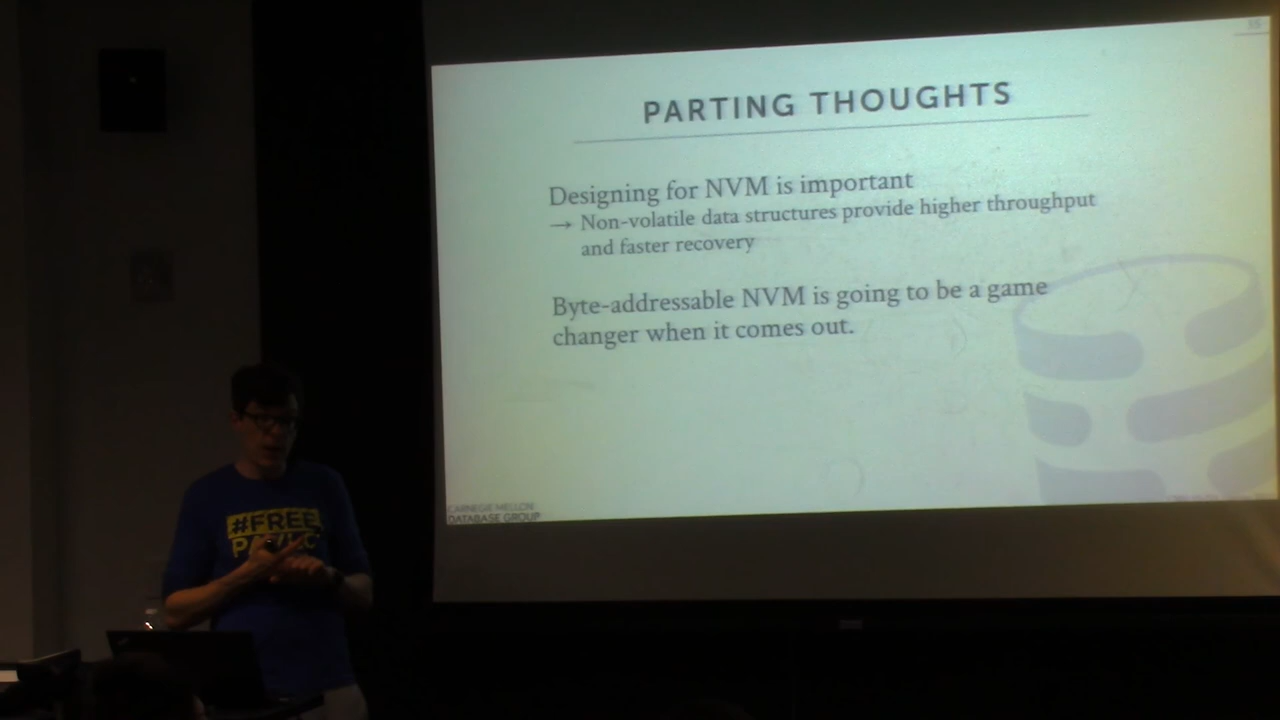 PARTING THOUGHTS
Designing for NVM is important
→ Non-volatile data structures provide higher throughput
and faster recovery
Byte-addressable NVM is going to be a game
changer when it comes out.
CARNEGIE MELLON
DATABASE GROUP
#FREE